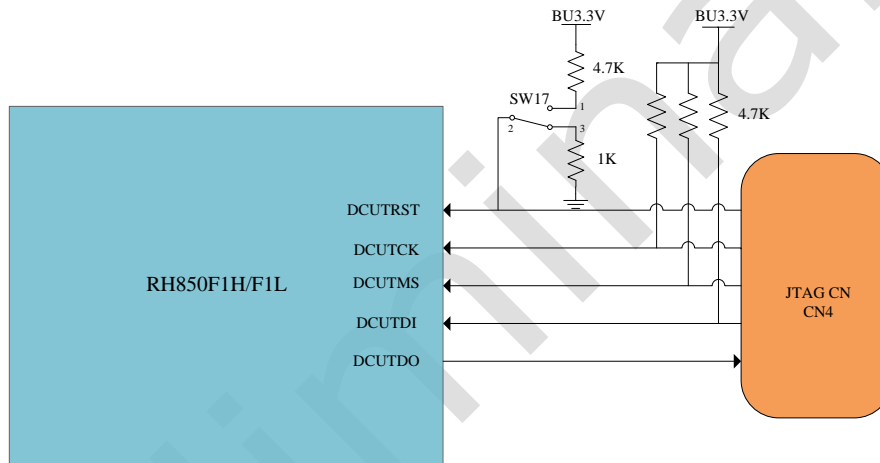 BU3.3V
BU3.3V
4.7K
SW17
1
2
3
4.7K
1K
DCUTRST
DCUTCK
RH850F1H/F1L
DCUTMS
DCUTDI
DCUTDO
JTAG CN
CN4